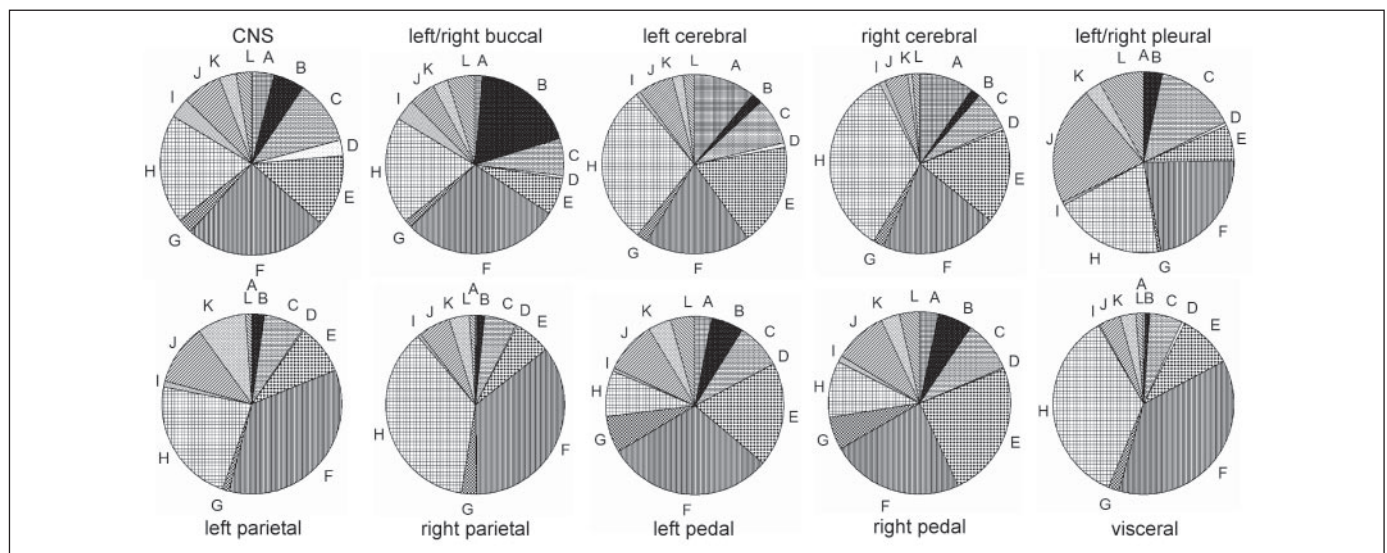 CNS left/right buccal left cerebral right cerebral left/right pleural
L A B C D E F G H I J K
L A B C D E F G H I J K
L A B C D E F G H I J K
L A B C D E F G H I J K
A B C D E F G H I J K L
A L B C D E F G H I J K
A L B C D E F G H I J K
L A B C D E F G H I J K
L A B C D E F G H I J K
A L B C D E F G H I J K
left parietal right parietal left pedal right pedal visceral